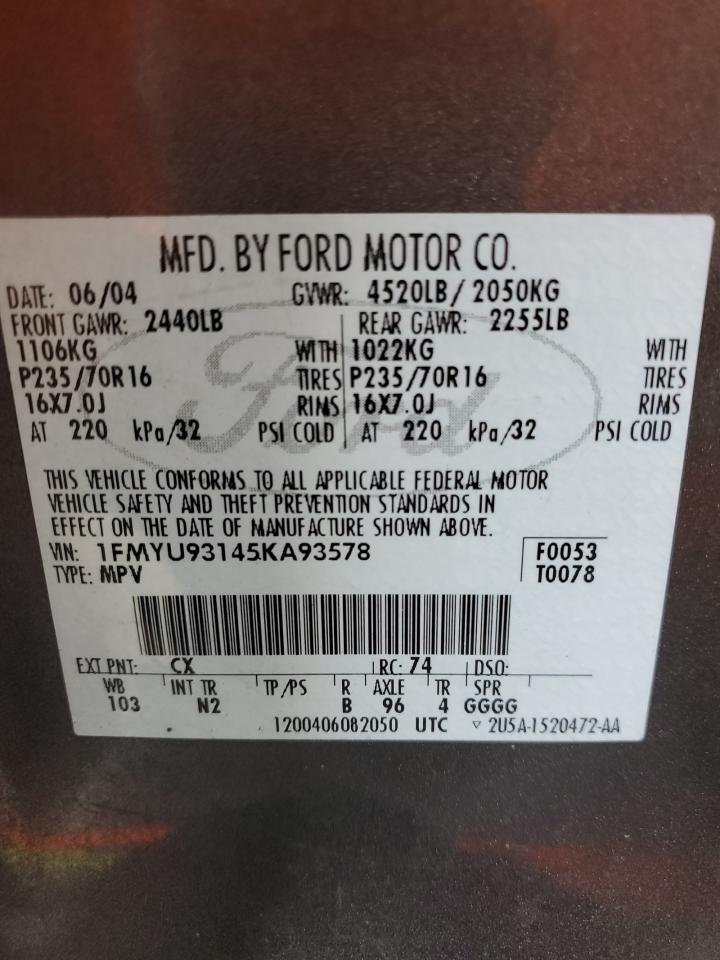 MFD. BY FORD MOTOR CO.
DATE: 06/04 GVWR: 4520LB/ 2050KG
FRONT GAWR: 2440LB REAR GAWR: 2255LB
1106KG WITH 1022KG WITH
P235/70R16 TIRES P235/70R16 TIRES
16X7.0J RIMS 16X7.0J RIMS
AT 220 kPa/32 PSI COLD AT 220 kPa/32 PSI COLD
Ford
THIS VEHICLE CONFORMS TO ALL APPLICABLE FEDERAL MOTOR
VEHICLE SAFETY AND THEFT PREVENTION STANDARDS IN
EFFECT ON THE DATE OF MANUFACTURE SHOWN ABOVE.
VIN: 1FMYU93145KA93578 F0053
TYPE: MPV T0078
EXT PNT: CX RC: 74 DSO:
WB INT TR TP/PS R AXLE TR SPR
103 N2 B 96 4 GGGG
1200406082050 UTC ▽ 2U5A-1520472-AA